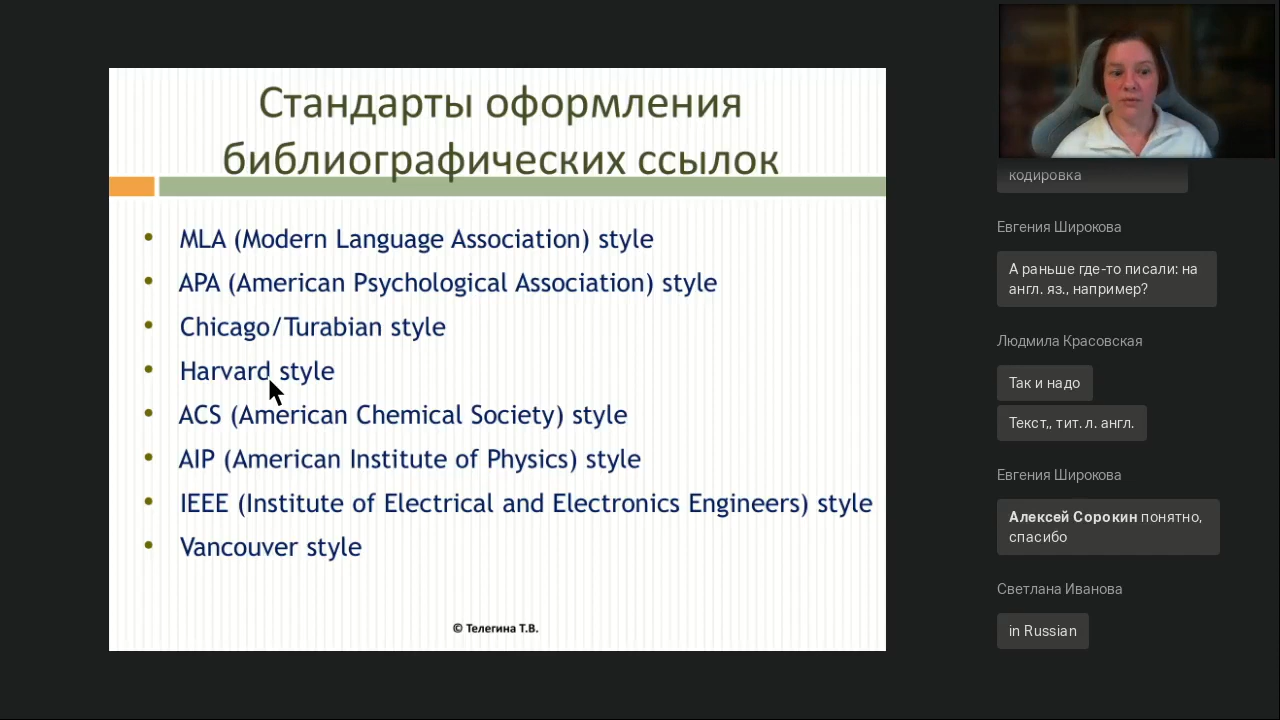 Стандарты оформления
библиографических ссылок
• MLA (Modern Language Association) style
• APA (American Psychological Association) style
• Chicago/Turabian style
• Harvard style
• ACS (American Chemical Society) style
• AIP (American Institute of Physics) style
• IEEE (Institute of Electrical and Electronics Engineers) style
• Vancouver style
© Телегина Т.В.
кодировка
Евгения Широкова
А раньше где-то писали: на
англ. яз., например?
Людмила Красовская
Так и надо
Текст,, тит. л. англ.
Евгения Широкова
Алексей Сорокин понятно,
спасибо
Светлана Иванова
in Russian